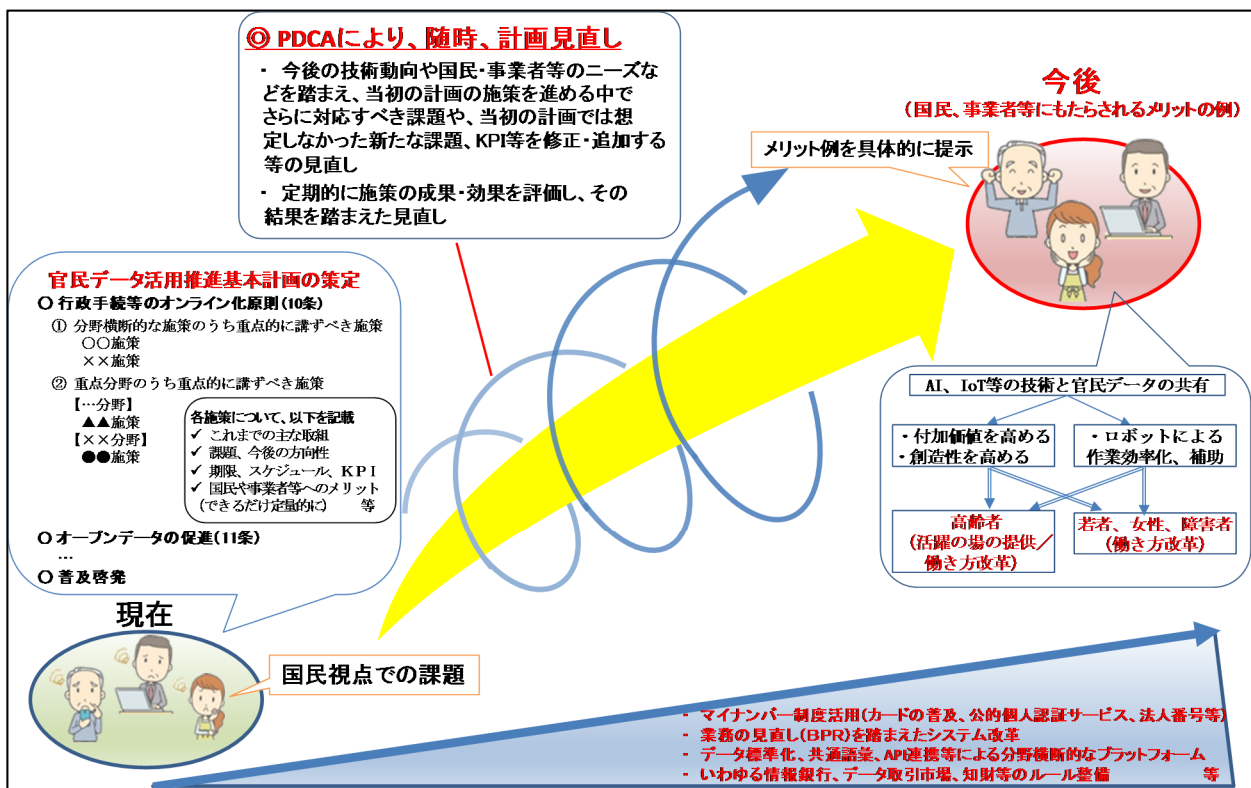 ◎ PDCAにより、随時、計画見直し
・ 今後の技術動向や国民・事業者等のニーズな
どを踏まえ、当初の計画の施策を進める中で
さらに対応すべき課題や、当初の計画では想
定しなかった新たな課題、KPI等を修正・追加する
等の見直し
・ 定期的に施策の成果・効果を評価し、その
結果を踏まえた見直し
今後
（国民、事業者等にもたらされるメリットの例）
メリット例を具体的に提示
官民データ活用推進基本計画の策定
○ 行政手続等のオンライン化原則（10条）
① 分野横断的な施策のうち重点的に講ずべき施策
○○施策
××施策
② 重点分野のうち重点的に講ずべき施策
【…分野】
▲▲施策
【××分野】
●●施策
各施策について、以下を記載
✓ これまでの主な取組
✓ 課題、今後の方向性
✓ 期限、スケジュール、KPI
✓ 国民や事業者等へのメリット
（できるだけ定量的に） 等
○ オープンデータの促進（11条）
…
○ 普及啓発
AI、IoT等の技術と官民データの共有
・付加価値を高める
・創造性を高める
・ロボットによる
作業効率化、補助
高齢者
（活躍の場の提供／
働き方改革）
若者、女性、障害者
（働き方改革）
現在
国民視点での課題
- マイナンバー制度活用（カードの普及、公的個人認証サービス、法人番号等）
- 業務の見直し（BPR）を踏まえたシステム改革
- データ標準化、共通語彙、API連携等による分野横断的なプラットフォーム
- いわゆる情報銀行、データ取引市場、知財等のルール整備 等